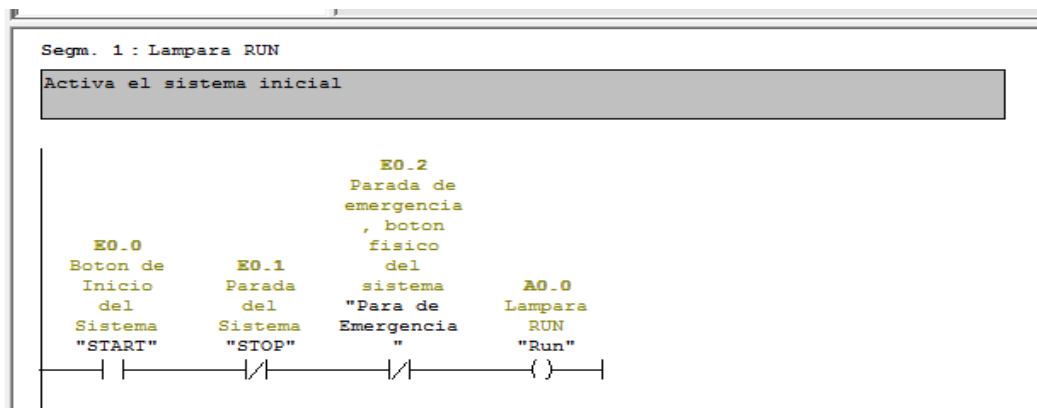 Segm. 1 : Lampara RUN
Activa el sistema inicial
E0.0
Boton de
Inicio
del
Sistema
"START"
E0.1
Parada
del
Sistema
"STOP"
E0.2
Parada de
emergencia
, boton
fisico
del
sistema
"Para de
Emergencia
"
A0.0
Lampara
RUN
"Run"